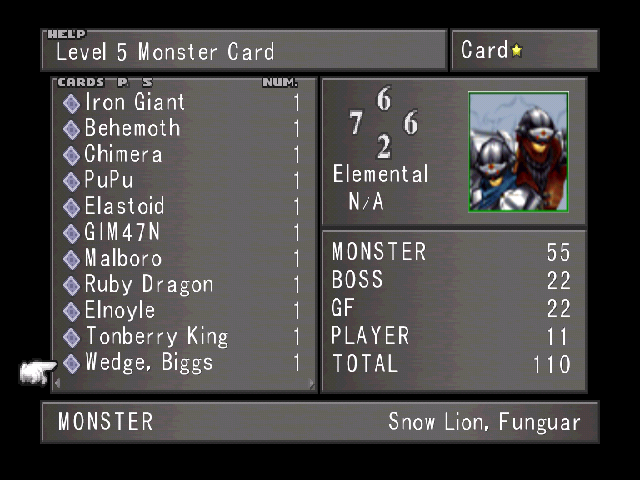 HELP
Level 5 Monster Card
Card
CARDS P. S NUM.
Iron Giant 1
Behemoth 1
Chimera 1
PuPu 1
Elastoid 1
GIM47N 1
Malboro 1
Ruby Dragon 1
Elnoyle 1
Tonberry King 1
Wedge, Biggs 1
6
7 6
2
Elemental
N/A
MONSTER 55
BOSS 22
GF 22
PLAYER 11
TOTAL 110
MONSTER Snow Lion, Funguar